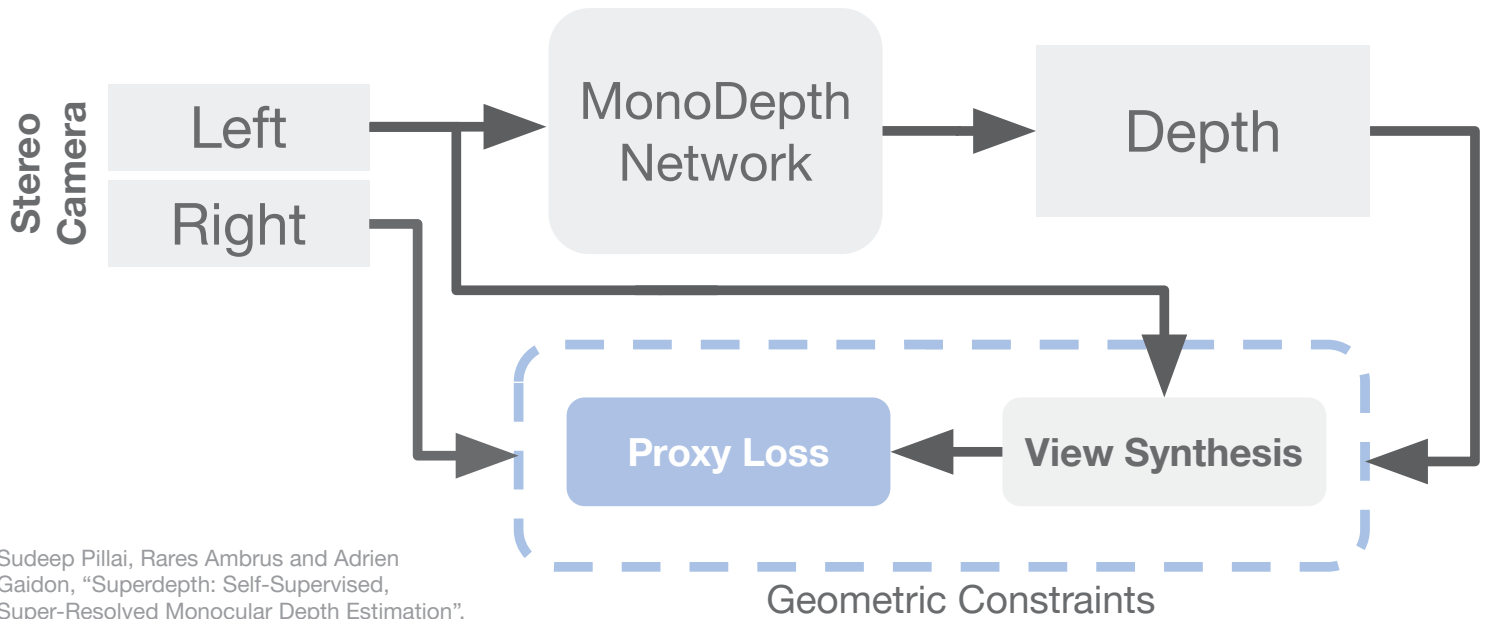 Stereo
Camera
Left
Right
MonoDepth
Network
Depth
Proxy Loss
View Synthesis
Geometric Constraints
Sudeep Pillai, Rares Ambrus and Adrien
Gaidon, “Superdepth: Self-Supervised,
Super-Resolved Monocular Depth Estimation”.